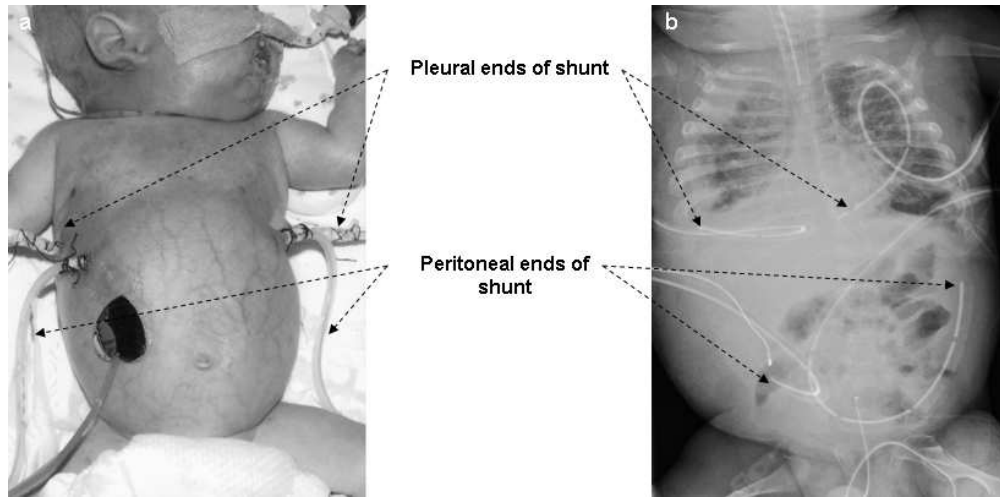 a
b
Pleural ends of shunt
Peritoneal ends of
shunt